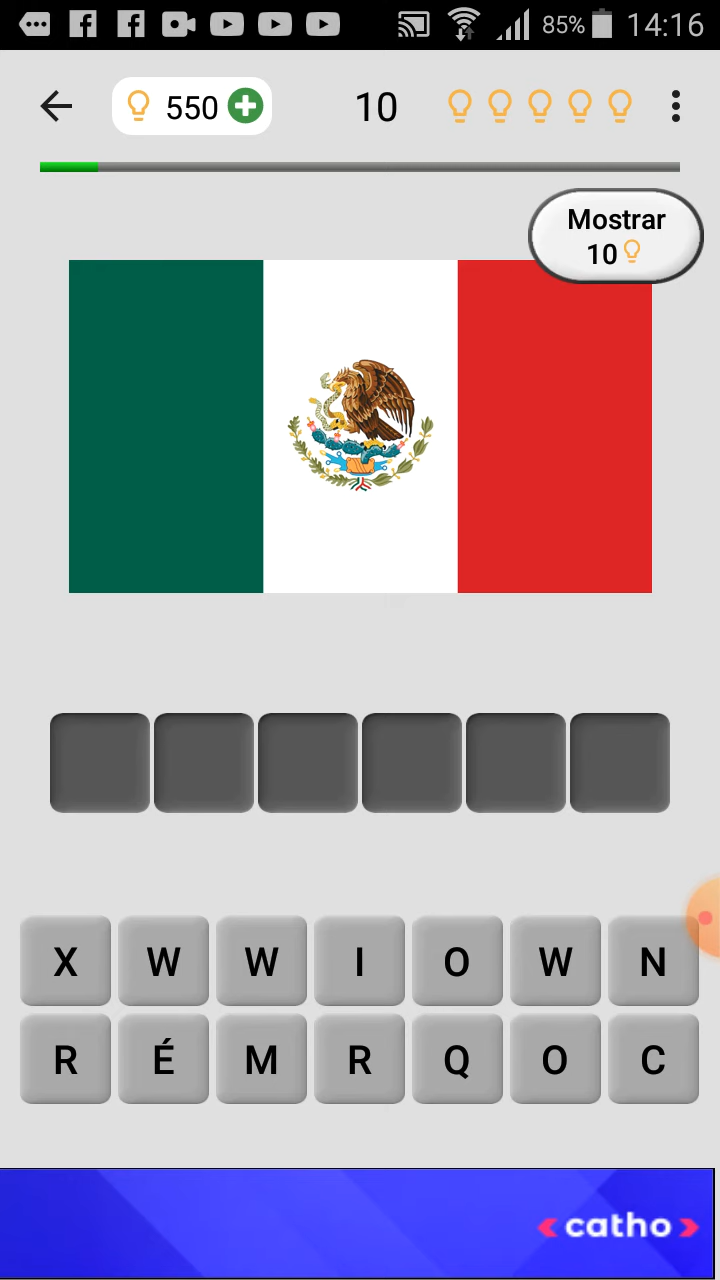 85% 14:16
550 10
Mostrar
10
X W W I O W N
R É M R Q O C
catho